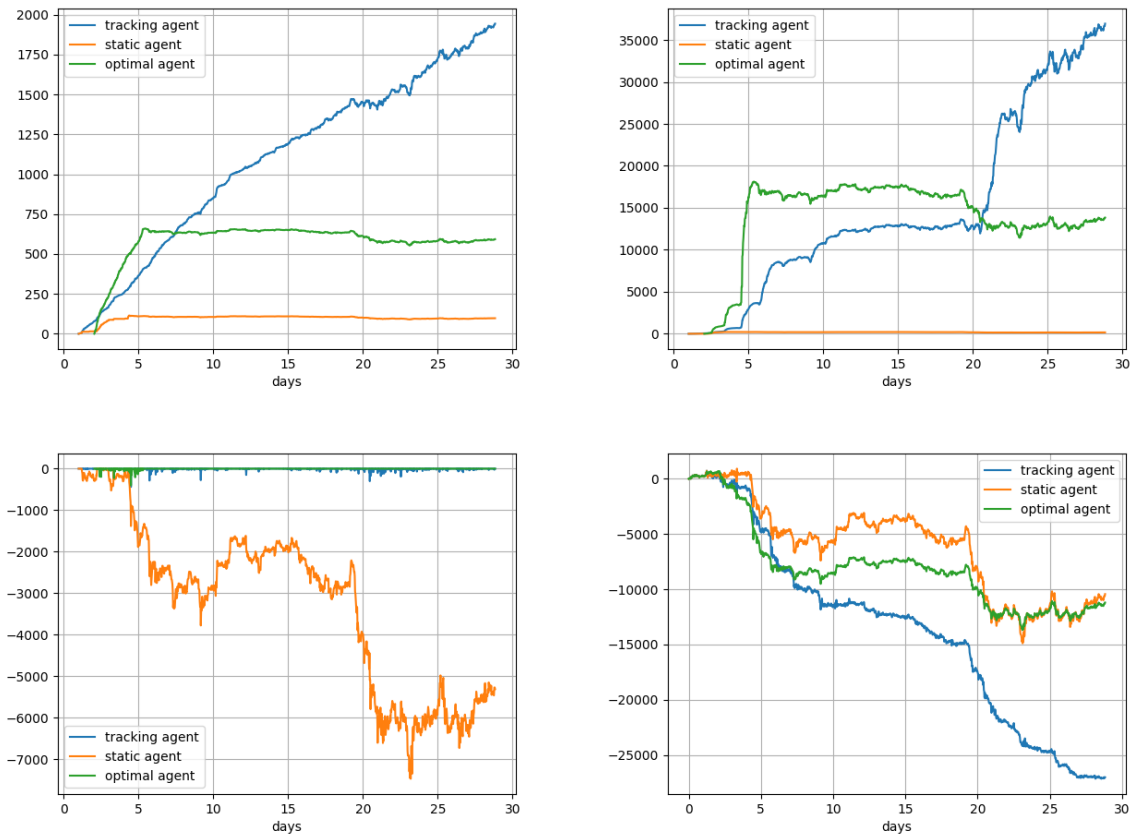 2000
1750
1500
1250
1000
750
500
250
0
tracking agent
static agent
optimal agent
0 5 10 15 20 25 30
days
35000
30000
25000
20000
15000
10000
5000
0
tracking agent
static agent
optimal agent
0 5 10 15 20 25 30
days
0
−1000
−2000
−3000
−4000
−5000
−6000
−7000
tracking agent
static agent
optimal agent
0 5 10 15 20 25 30
days
0
−5000
−10000
−15000
−20000
−25000
tracking agent
static agent
optimal agent
0 5 10 15 20 25 30
days